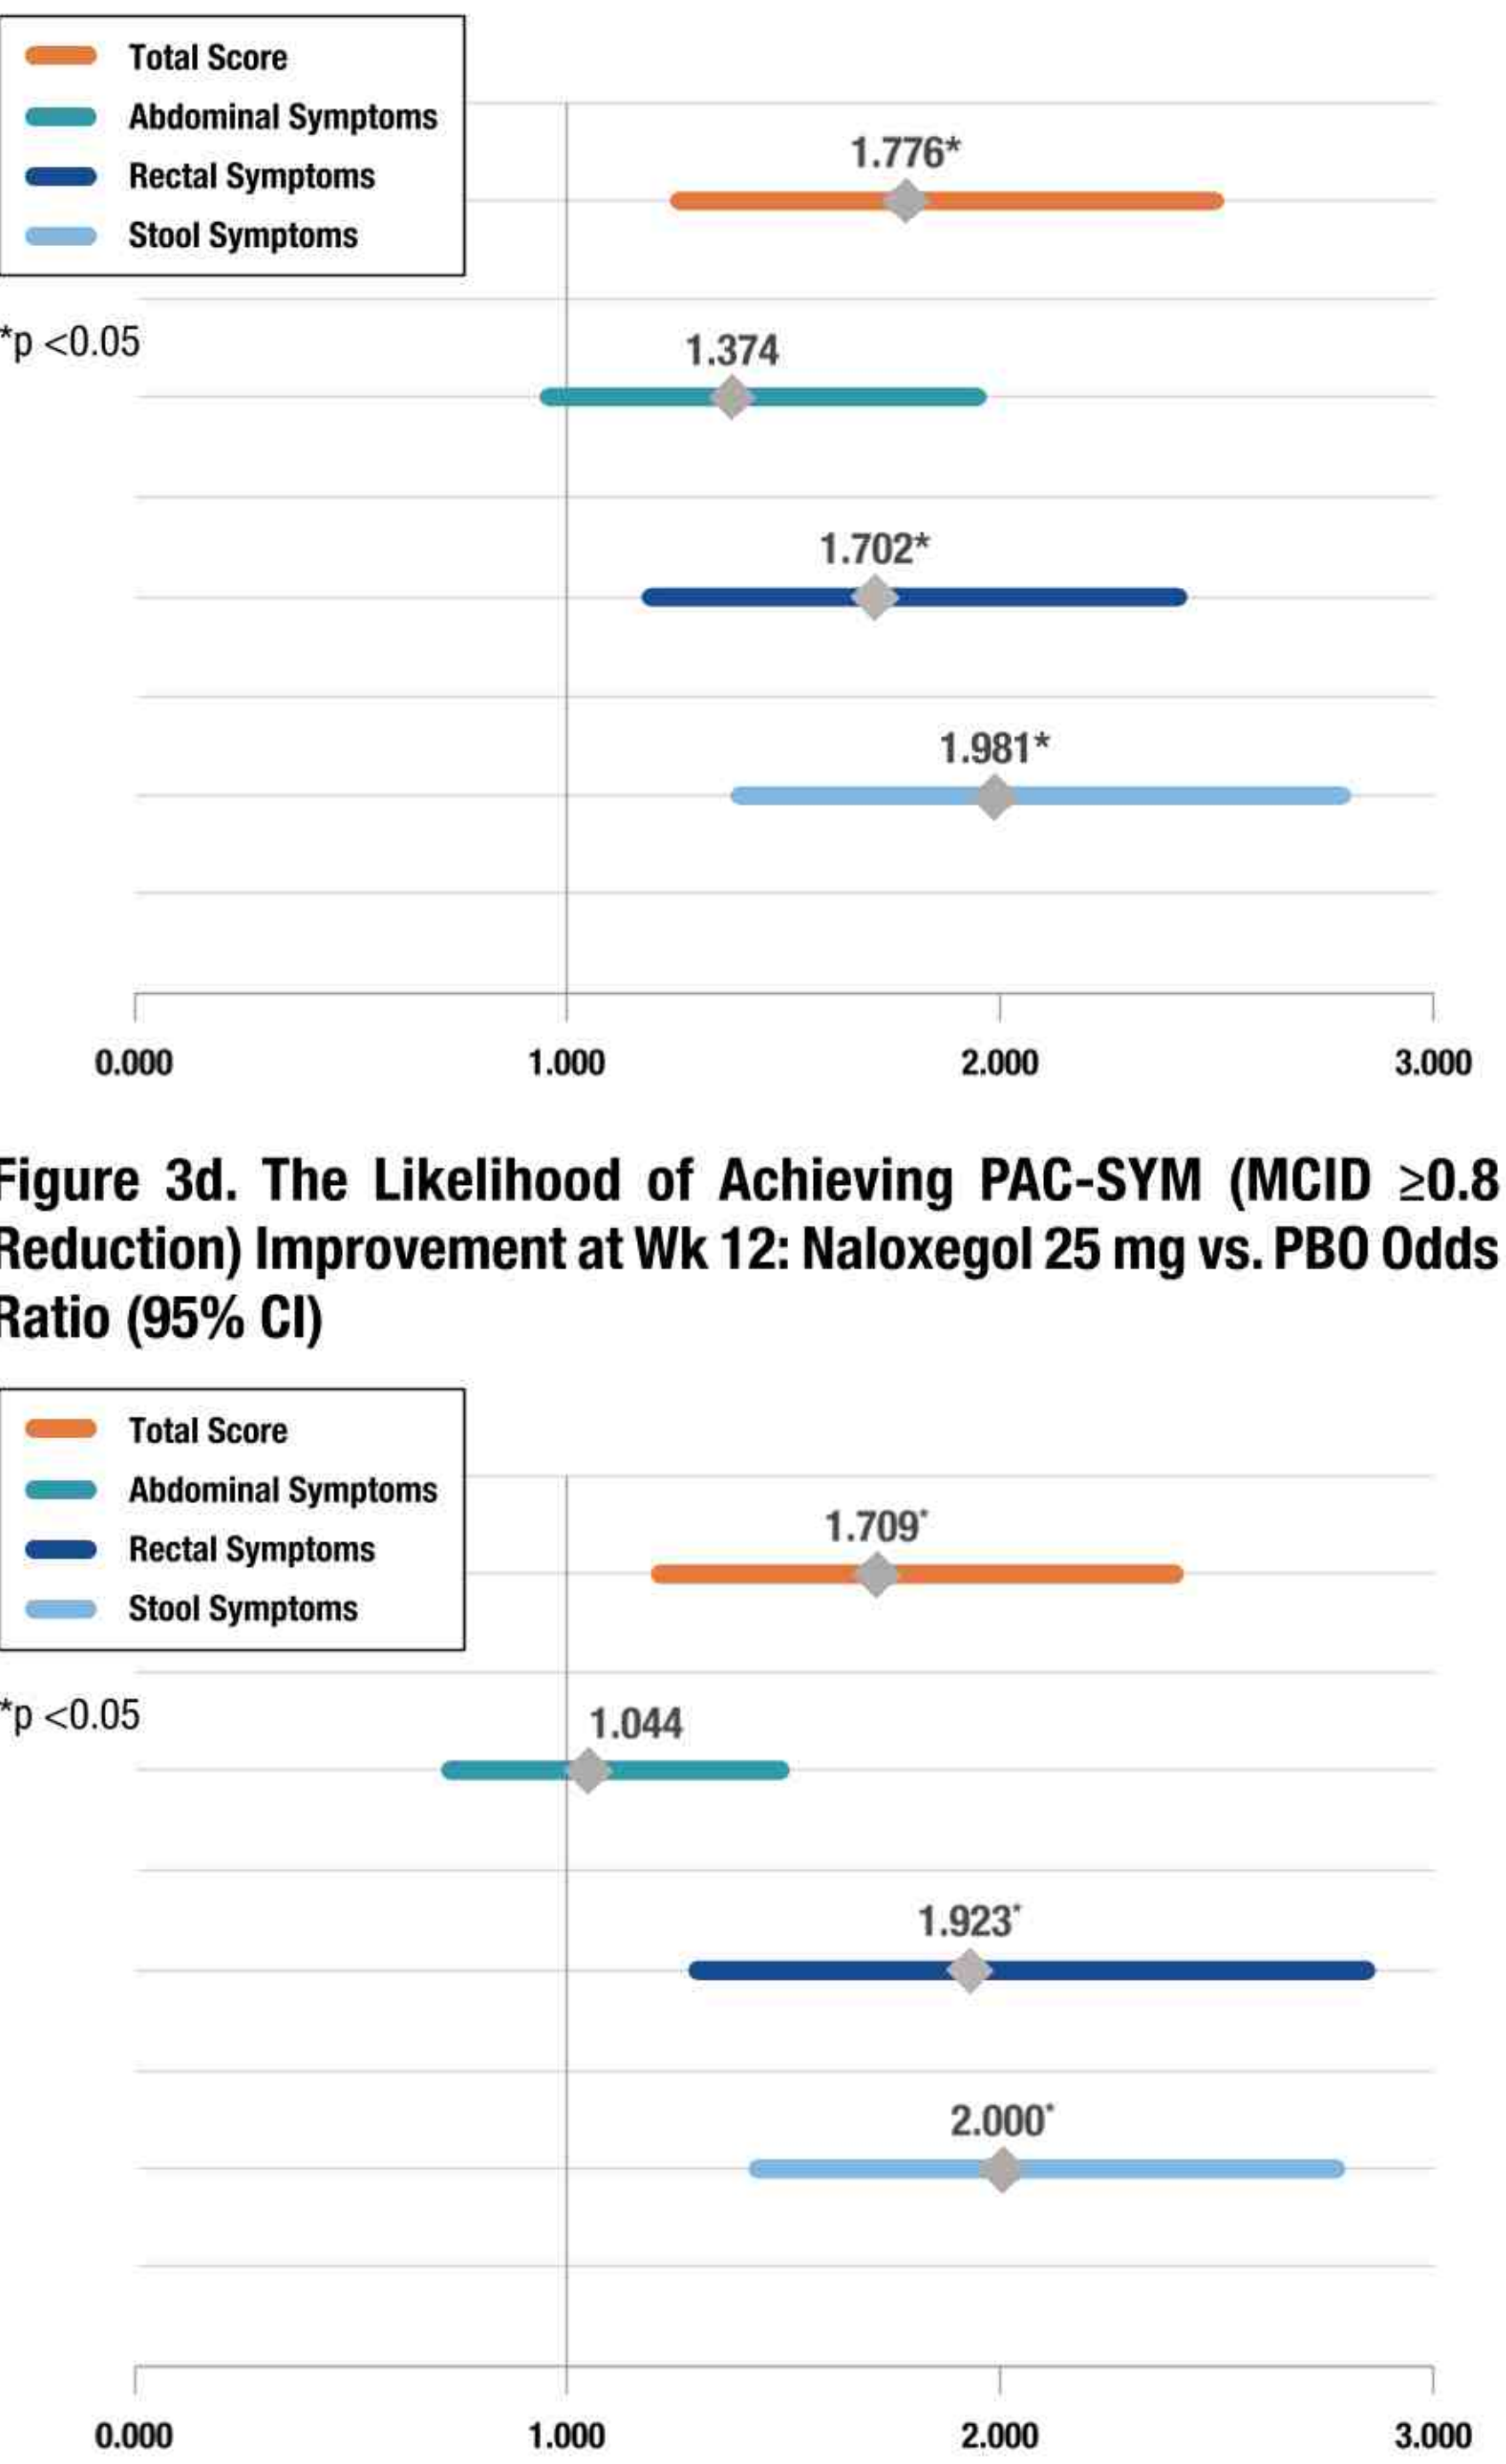 Total Score
Abdominal Symptoms
Rectal Symptoms
Stool Symptoms
1.776*
*p <0.05
1.374
1.702*
1.981*
0.000 1.000 2.000 3.000
Figure 3d. The Likelihood of Achieving PAC-SYM (MCID ≥0.8
Reduction) Improvement at Wk 12: Naloxegol 25 mg vs. PBO Odds
Ratio (95% CI)
Total Score
Abdominal Symptoms
Rectal Symptoms
Stool Symptoms
1.709*
*p <0.05
1.044
1.923*
2.000*
0.000 1.000 2.000 3.000